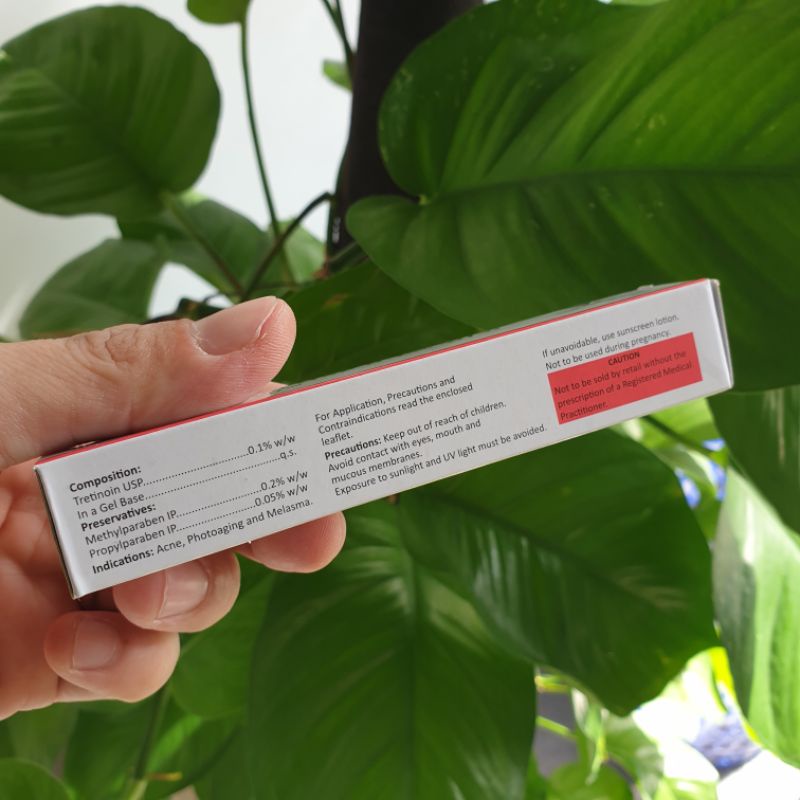 Composition:
Tretinoin USP..............................0.1% w/w
In a Gel Base.......................................q.s.
Preservatives:
Methylparaben IP........................0.2% w/w
Propylparaben IP.......................0.05% w/w
Indications: Acne, Photoaging and Melasma.
For Application, Precautions and
Contraindications read the enclosed
leaflet.
Precautions: Keep out of reach of children.
Avoid contact with eyes, mouth and
mucous membranes.
Exposure to sunlight and UV light must be avoided.
If unavoidable, use sunscreen lotion.
Not to be used during pregnancy.
CAUTION
Not to be sold by retail without the
prescription of a Registered Medical
Practitioner.